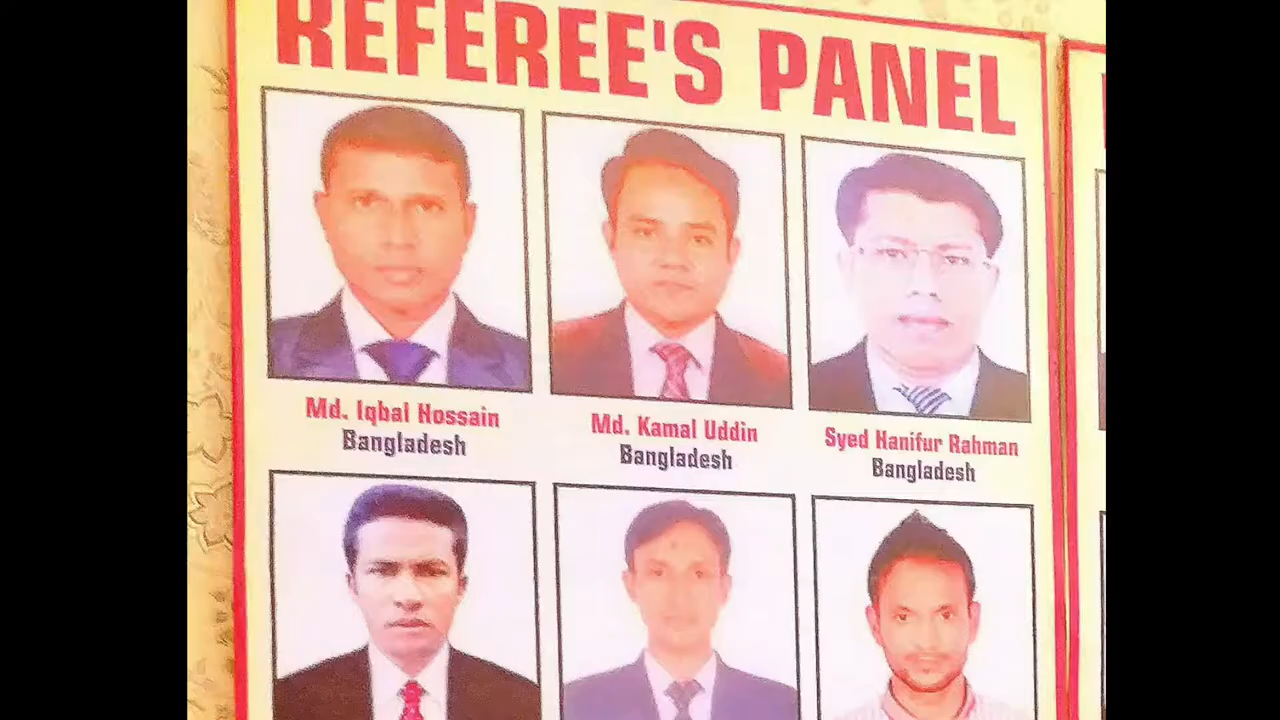 REFEREE'S PANEL
Md. Iqbal Hossain
Bangladesh
Md. Kamal Uddin
Bangladesh
Syed Hanifur Rahman
Bangladesh